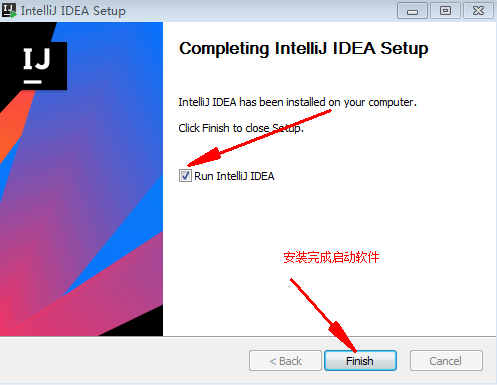 IntelliJ IDEA Setup
IJ
Completing IntelliJ IDEA Setup
IntelliJ IDEA has been installed on your computer.
Click Finish to close Setup.
Run IntelliJ IDEA
安装完成启动软件
< Back
Finish
Cancel